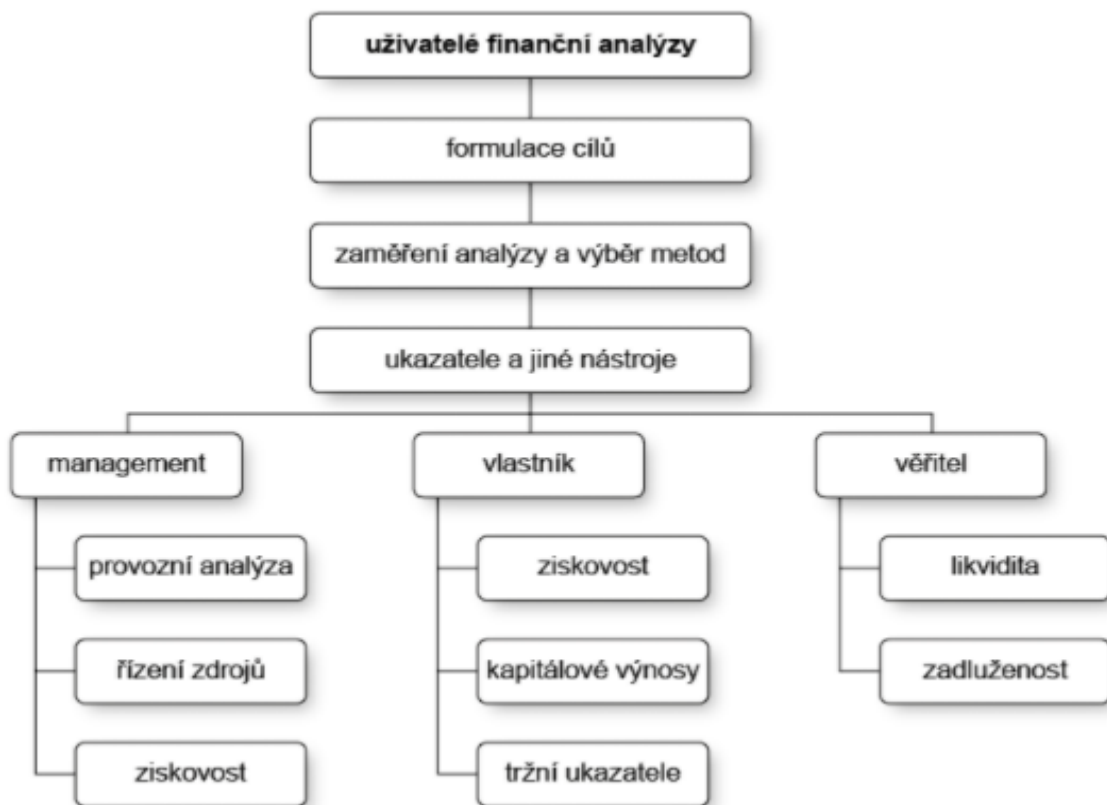 uživatelé finanční analýzy
formulace cílů
zaměření analýzy a výběr metod
ukazatele a jiné nástroje
management
vlastník
věřitel
provozní analýza
ziskovost
likvidita
řízení zdrojů
kapitálové výnosy
zadluženost
ziskovost
tržní ukazatele